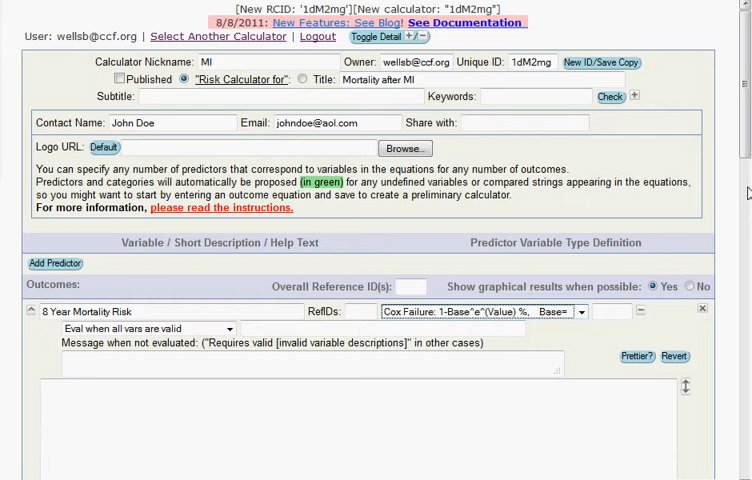 [New RCID: '1dM2mg'][New calculator: "1dM2mg"]
8/8/2011: New Features: See Blog! See Documentation
User: wellsb@ccf.org | Select Another Calculator | Logout Toggle Detail +/−
Calculator Nickname: MI Owner: wellsb@ccf.org Unique ID: 1dM2mg New ID/Save Copy
Published "Risk Calculator for": Title: Mortality after MI
Subtitle: Keywords: Check +
Contact Name: John Doe Email: johndoe@aol.com Share with:
Logo URL: Default Browse...
You can specify any number of predictors that correspond to variables in the equations for any number of outcomes.
Predictors and categories will automatically be proposed (in green) for any undefined variables or compared strings appearing in the equations,
so you might want to start by entering an outcome equation and save to create a preliminary calculator.
For more information, please read the instructions.
Variable / Short Description / Help Text Predictor Variable Type Definition
Add Predictor
Outcomes: Overall Reference ID(s): Show graphical results when possible: Yes No
8 Year Mortality Risk RefIDs: Cox Failure: 1-Base^e^(Value) %, Base=
Eval when all vars are valid
Message when not evaluated: ("Requires valid [invalid variable descriptions]" in other cases)
Prettier? Revert